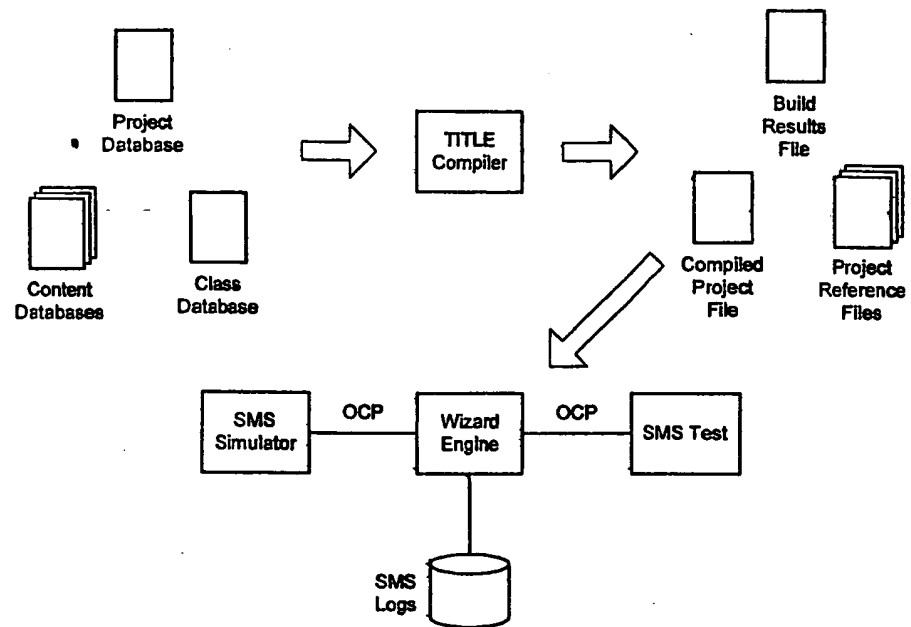 Project
Database
TITLE
Compiler
Build
Results
File
Content
Databases
Class
Database
Compiled
Project
File
Project
Reference
Files
SMS
Simulator
OCP
Wizard
Engine
OCP
SMS Test
SMS
Logs